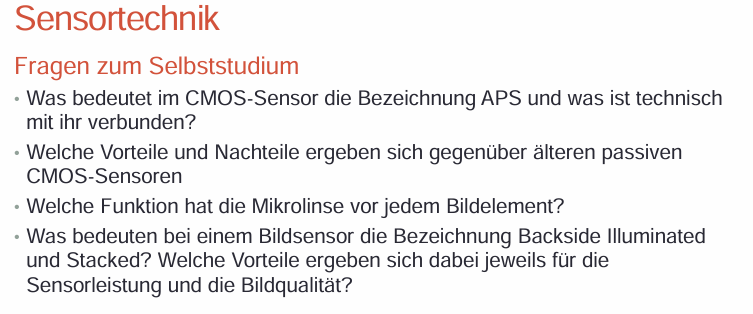 Sensortechnik
Fragen zum Selbststudium
• Was bedeutet im CMOS-Sensor die Bezeichnung APS und was ist technisch
mit ihr verbunden?
• Welche Vorteile und Nachteile ergeben sich gegenüber älteren passiven
CMOS-Sensoren
• Welche Funktion hat die Mikrolinse vor jedem Bildelement?
• Was bedeuten bei einem Bildsensor die Bezeichnung Backside Illuminated
und Stacked? Welche Vorteile ergeben sich dabei jeweils für die
Sensorleistung und die Bildqualität?